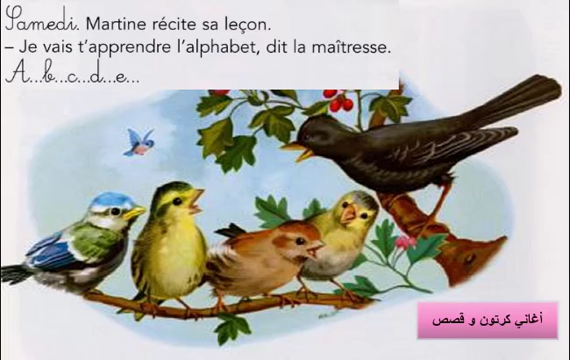 Samedi. Martine récite sa leçon.
– Je vais t'apprendre l'alphabet, dit la maîtresse.
A...b...c...d...e...
أغاني كرتون و قصص